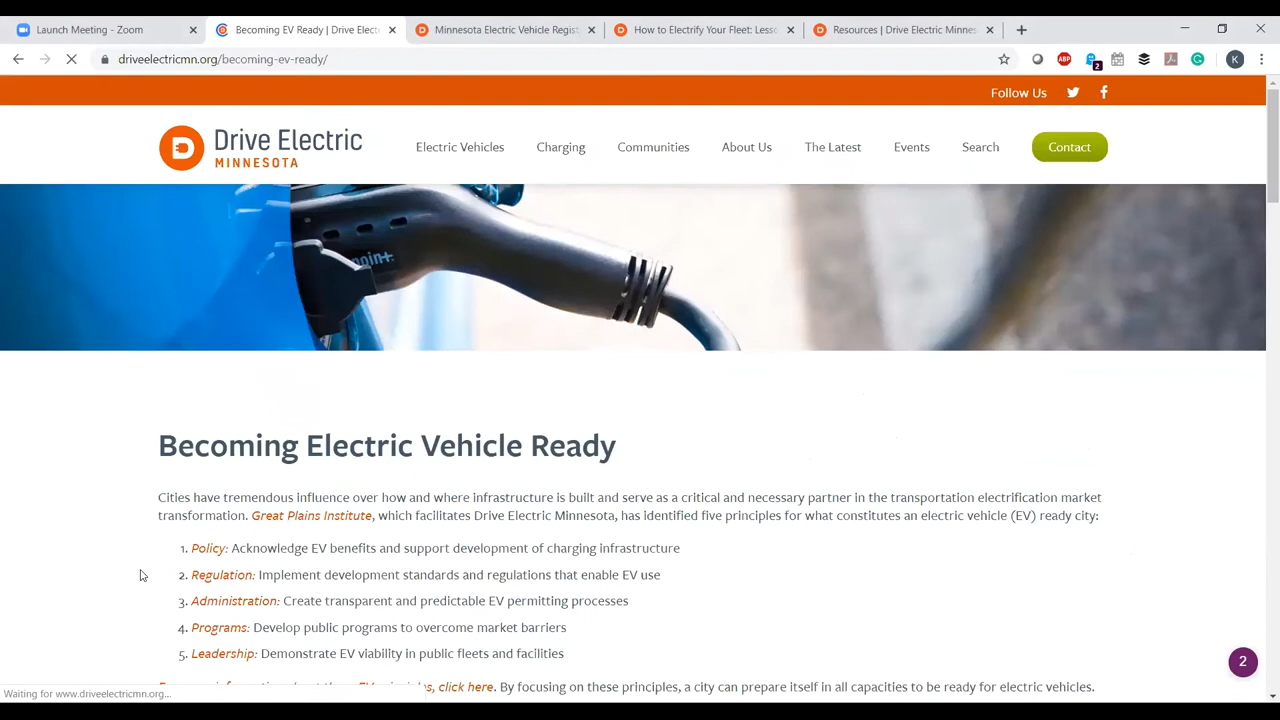 Launch Meeting - Zoom
Becoming EV Ready | Drive Elect
Minnesota Electric Vehicle Regist
How to Electrify Your Fleet: Lesso
Resources | Drive Electric Minnes
driveelectricmn.org/becoming-ev-ready/
ABP
2
K
Follow Us
Drive Electric
MINNESOTA
Electric Vehicles
Charging
Communities
About Us
The Latest
Events
Search
Contact
Becoming Electric Vehicle Ready
Cities have tremendous influence over how and where infrastructure is built and serve as a critical and necessary partner in the transportation electrification market
transformation. Great Plains Institute, which facilitates Drive Electric Minnesota, has identified five principles for what constitutes an electric vehicle (EV) ready city:
1. Policy: Acknowledge EV benefits and support development of charging infrastructure
2. Regulation: Implement development standards and regulations that enable EV use
3. Administration: Create transparent and predictable EV permitting processes
4. Programs: Develop public programs to overcome market barriers
5. Leadership: Demonstrate EV viability in public fleets and facilities
click here. By focusing on these principles, a city can prepare itself in all capacities to be ready for electric vehicles.
2
Waiting for www.driveelectricmn.org...